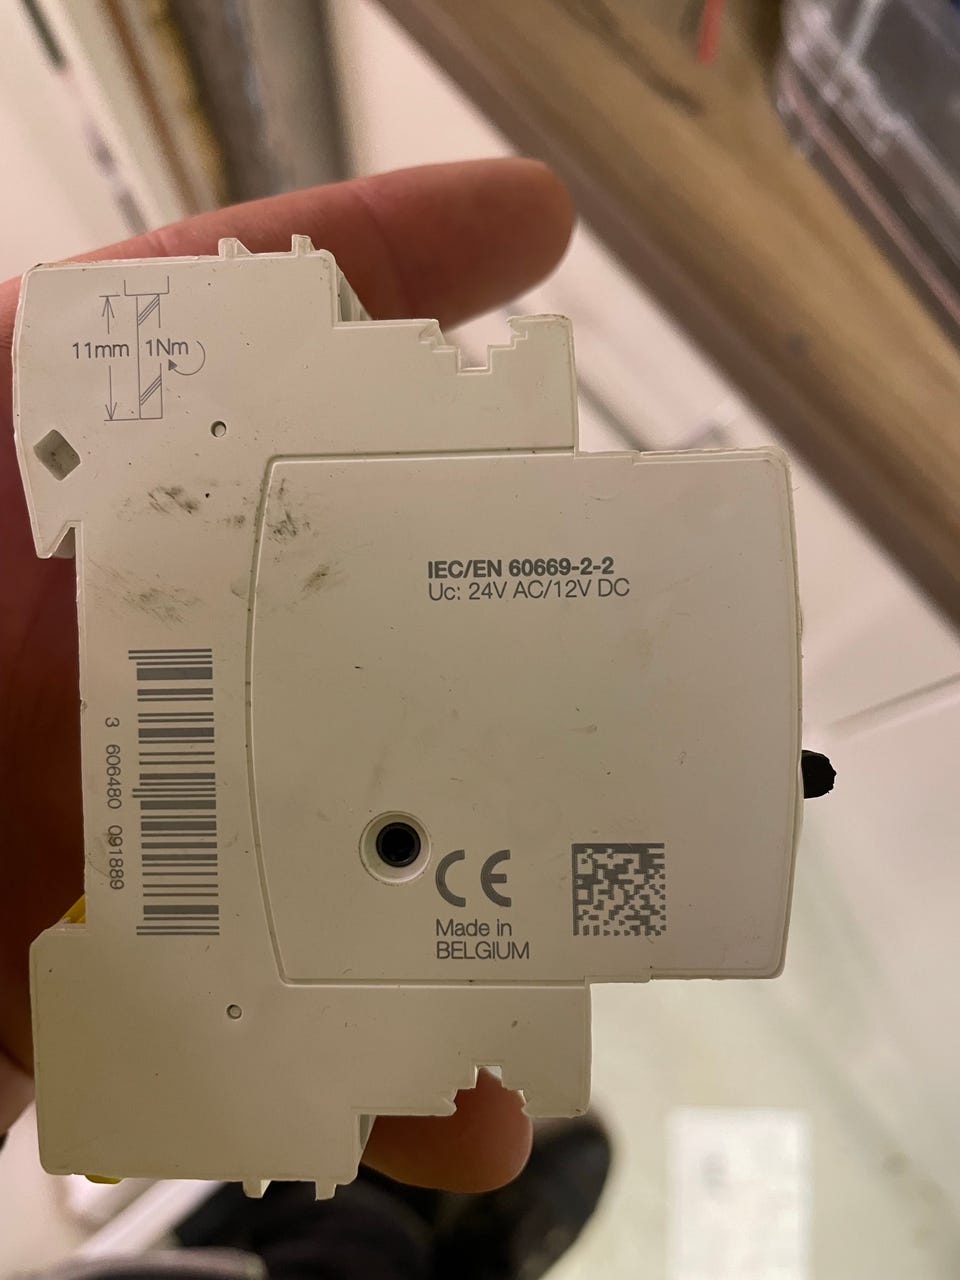 11mm 1Nm
IEC/EN 60669-2-2
Uc: 24V AC/12V DC
3 606480 091889
CE
Made in
BELGIUM